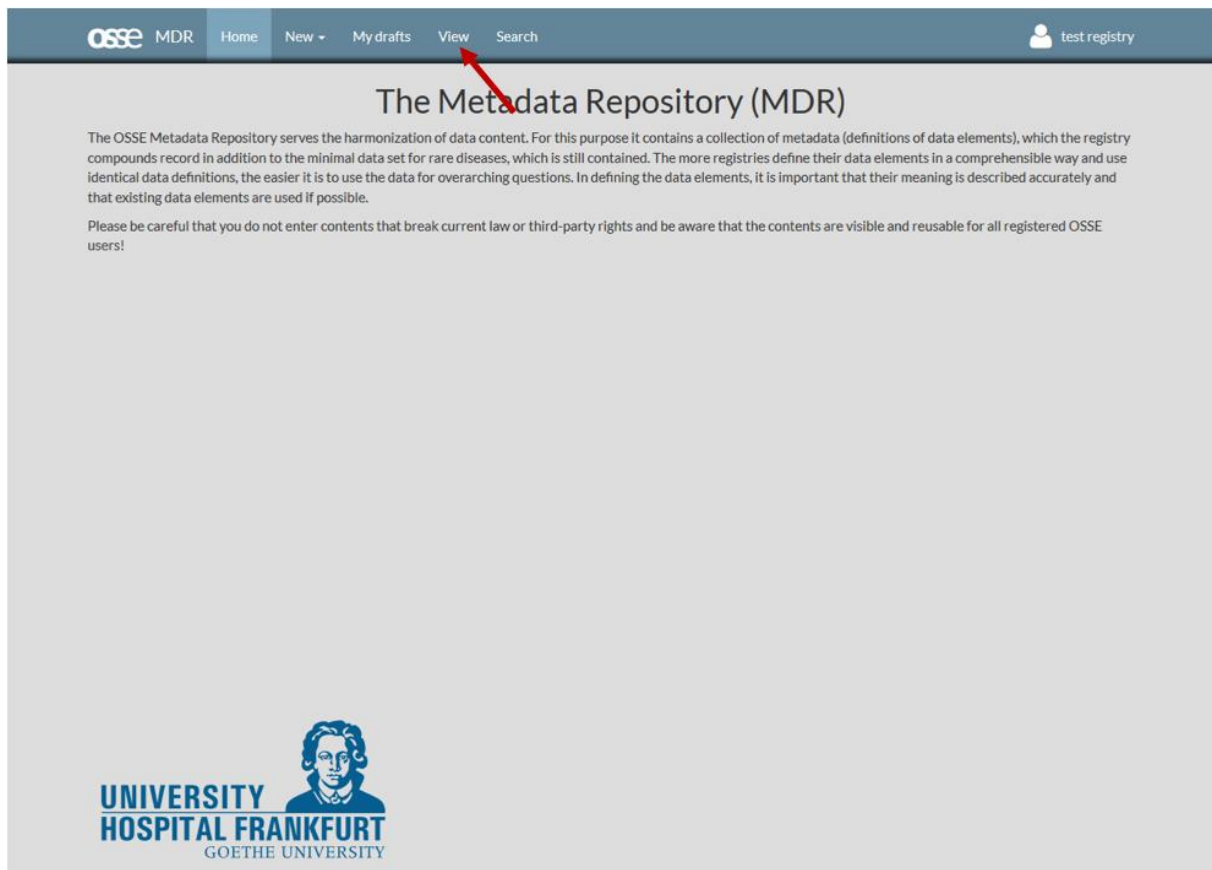 osse MDR Home New My drafts View Search test registry
The Metadata Repository (MDR)
The OSSE Metadata Repository serves the harmonization of data content. For this purpose it contains a collection of metadata (definitions of data elements), which the registry
compounds record in addition to the minimal data set for rare diseases, which is still contained. The more registries define their data elements in a comprehensible way and use
identical data definitions, the easier it is to use the data for overarching questions. In defining the data elements, it is important that their meaning is described accurately and
that existing data elements are used if possible.
Please be careful that you do not enter contents that break current law or third-party rights and be aware that the contents are visible and reusable for all registered OSSE
users!
UNIVERSITY
HOSPITAL FRANKFURT
GOETHE UNIVERSITY